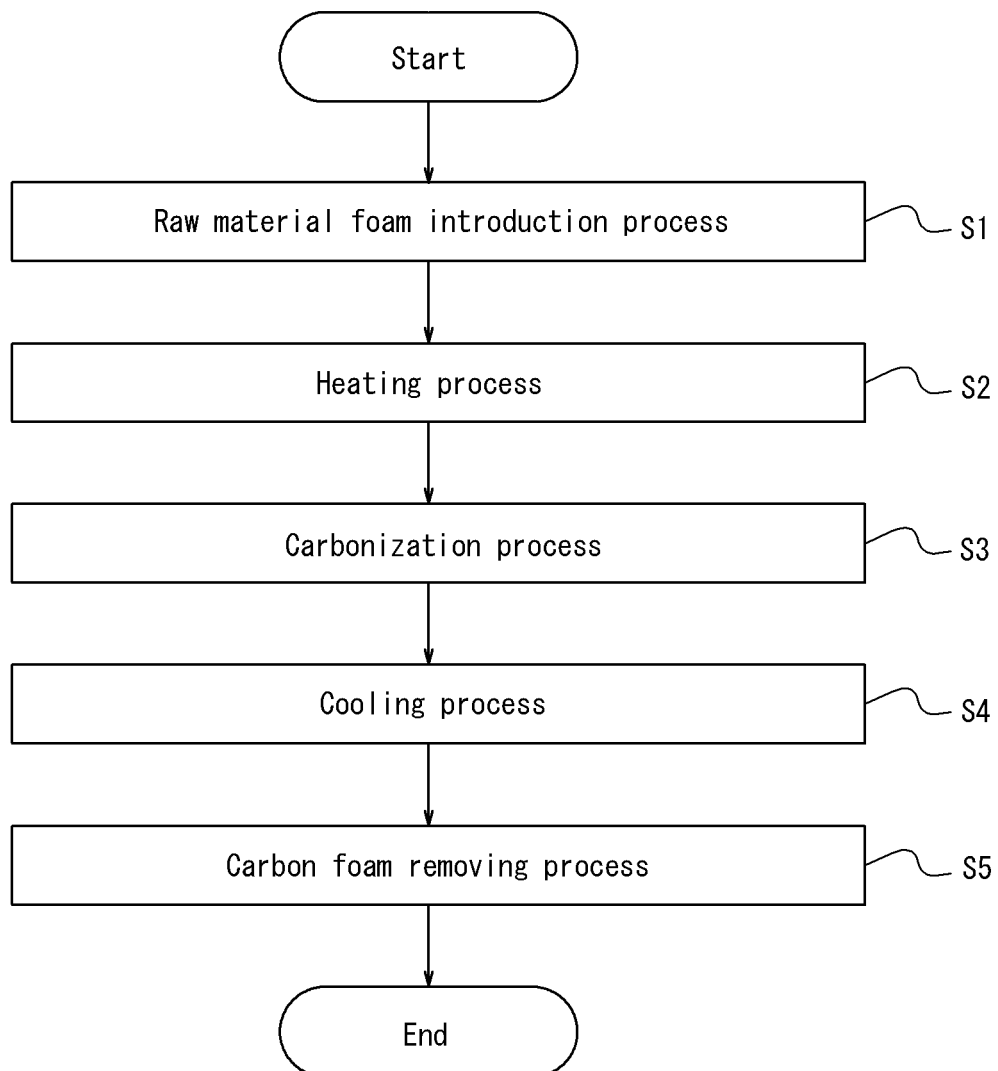 Start
Raw material foam introduction process
S1
Heating process
S2
Carbonization process
S3
Cooling process
S4
Carbon foam removing process
S5
End